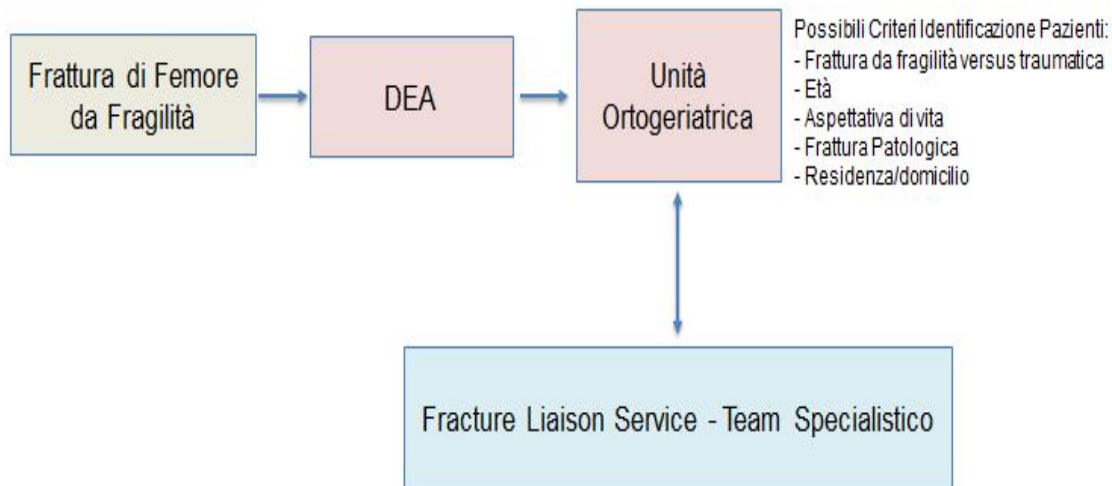 Frattura di Femore
da Fragilità
DEA
Unità
Ortogeriatrica
Possibili Criteri Identificazione Pazienti:
- Frattura da fragilità versus traumatica
- Età
- Aspettativa di vita
- Frattura Patologica
- Residenza/domicilio
Fracture Liaison Service - Team Specialistico